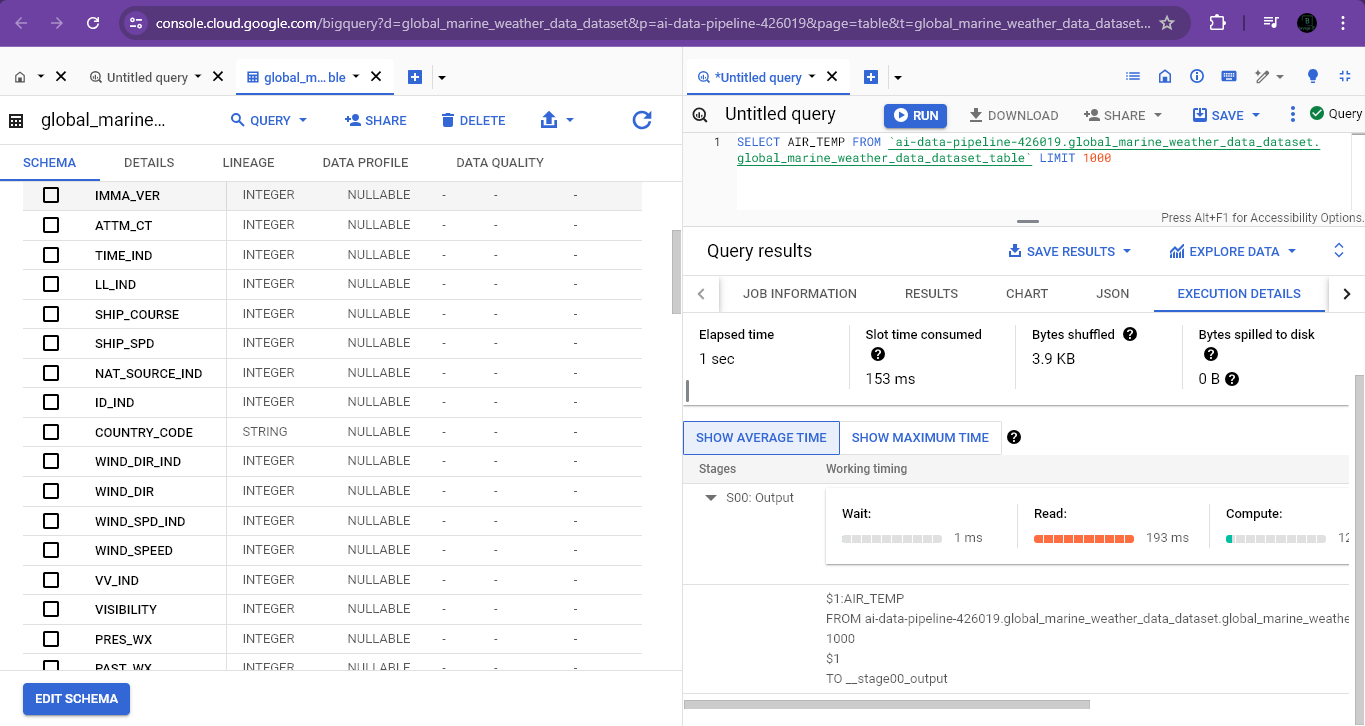 console.cloud.google.com/bigquery?d=global_marine_weather_data_dataset&p=ai-data-pipeline-426019&page=table&t=global_marine_weather_data_dataset...
Untitled query
global_m...ble
*Untitled query
global_marine...
QUERY
SHARE
DELETE
SCHEMA
DETAILS
LINEAGE
DATA PROFILE
DATA QUALITY
IMMA_VER INTEGER NULLABLE - - -
ATTM_CT INTEGER NULLABLE - - -
TIME_IND INTEGER NULLABLE - - -
LL_IND INTEGER NULLABLE - - -
SHIP_COURSE INTEGER NULLABLE - - -
SHIP_SPD INTEGER NULLABLE - - -
NAT_SOURCE_IND INTEGER NULLABLE - - -
ID_IND INTEGER NULLABLE - - -
COUNTRY_CODE STRING NULLABLE - - -
WIND_DIR_IND INTEGER NULLABLE - - -
WIND_DIR INTEGER NULLABLE - - -
WIND_SPD_IND INTEGER NULLABLE - - -
WIND_SPEED INTEGER NULLABLE - - -
VV_IND INTEGER NULLABLE - - -
VISIBILITY INTEGER NULLABLE - - -
PRES_WX INTEGER NULLABLE - - -
PAST_WX INTEGER NULLABLE - - -
EDIT SCHEMA
Untitled query
RUN
DOWNLOAD
SHARE
SAVE
Query
1 SELECT AIR_TEMP FROM `ai-data-pipeline-426019.global_marine_weather_data_dataset.
global_marine_weather_data_dataset_table` LIMIT 1000
Press Alt+F1 for Accessibility Options.
Query results
SAVE RESULTS
EXPLORE DATA
JOB INFORMATION
RESULTS
CHART
JSON
EXECUTION DETAILS
Elapsed time
1 sec
Slot time consumed
153 ms
Bytes shuffled
3.9 KB
Bytes spilled to disk
0 B
SHOW AVERAGE TIME
SHOW MAXIMUM TIME
Stages
Working timing
S00: Output
Wait:
1 ms
Read:
193 ms
Compute:
12
$1:AIR_TEMP
FROM ai-data-pipeline-426019.global_marine_weather_data_dataset.global_marine_weathe
1000
$1
TO __stage00_output